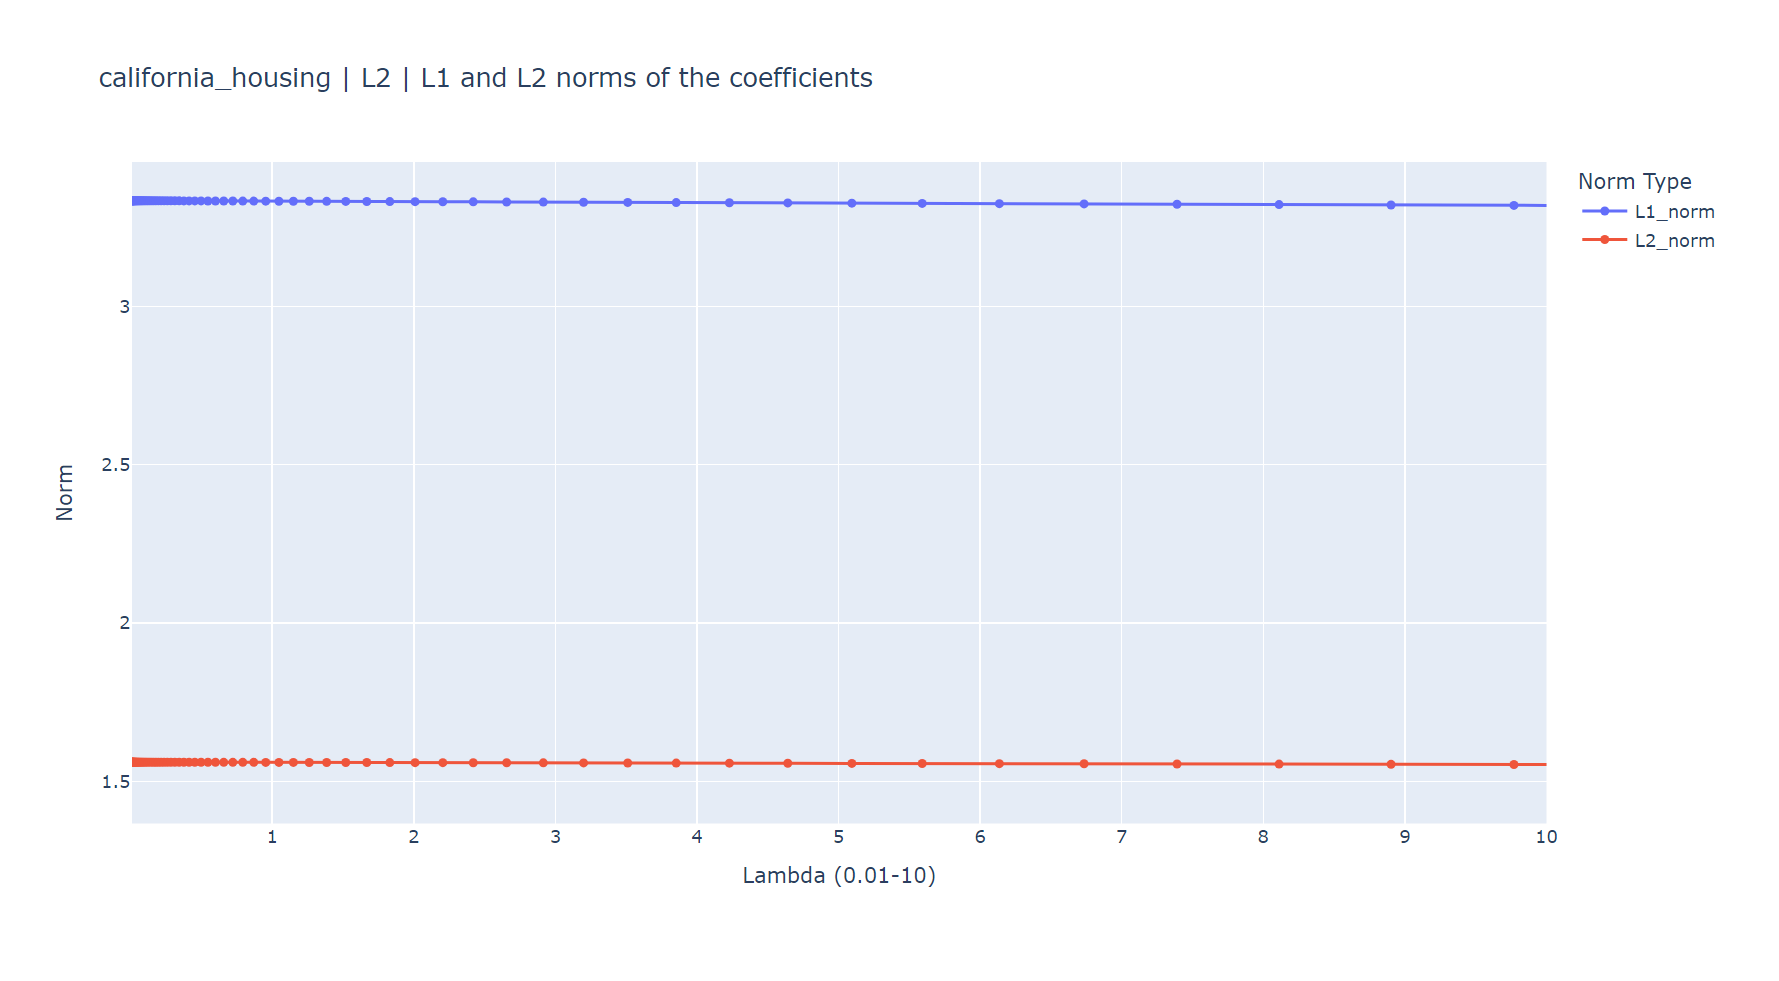 california_housing | L2 | L1 and L2 norms of the coefficients
Norm Type
L1_norm
L2_norm
3
2.5
2
1.5
Norm
1 2 3 4 5 6 7 8 9 10
Lambda (0.01-10)